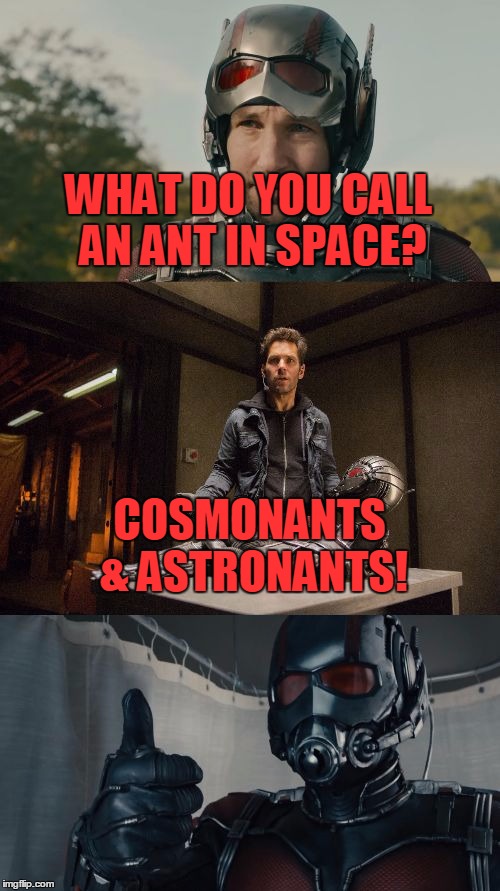 WHAT DO YOU CALL
AN ANT IN SPACE?
COSMONANTS
& ASTRONANTS!
imgflip.com